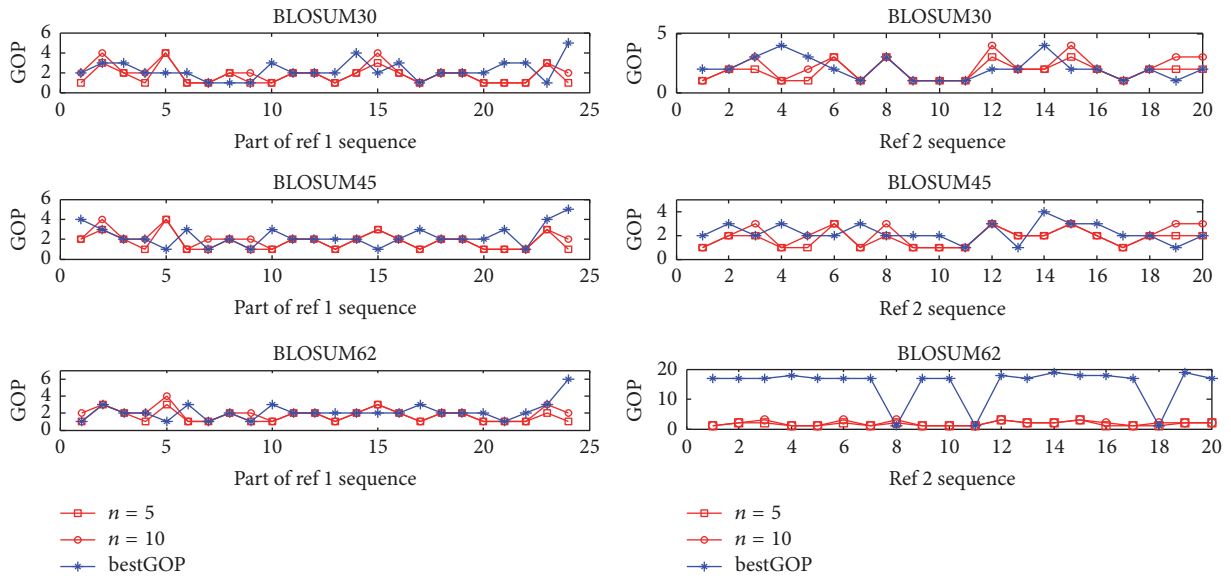 BLOSUM30
6
4
2
0
GOP
0 5 10 15 20 25
Part of ref 1 sequence
BLOSUM45
6
4
2
0
GOP
0 5 10 15 20 25
Part of ref 1 sequence
BLOSUM62
6
4
2
0
GOP
0 5 10 15 20 25
Part of ref 1 sequence
n = 5
n = 10
bestGOP
BLOSUM30
5
0
GOP
2 4 6 8 10 12 14 16 18 20
Ref 2 sequence
BLOSUM45
4
2
0
GOP
2 4 6 8 10 12 14 16 18 20
Ref 2 sequence
BLOSUM62
20
10
0
GOP
0 2 4 6 8 10 12 14 16 18 20
Ref 2 sequence
n = 5
n = 10
bestGOP